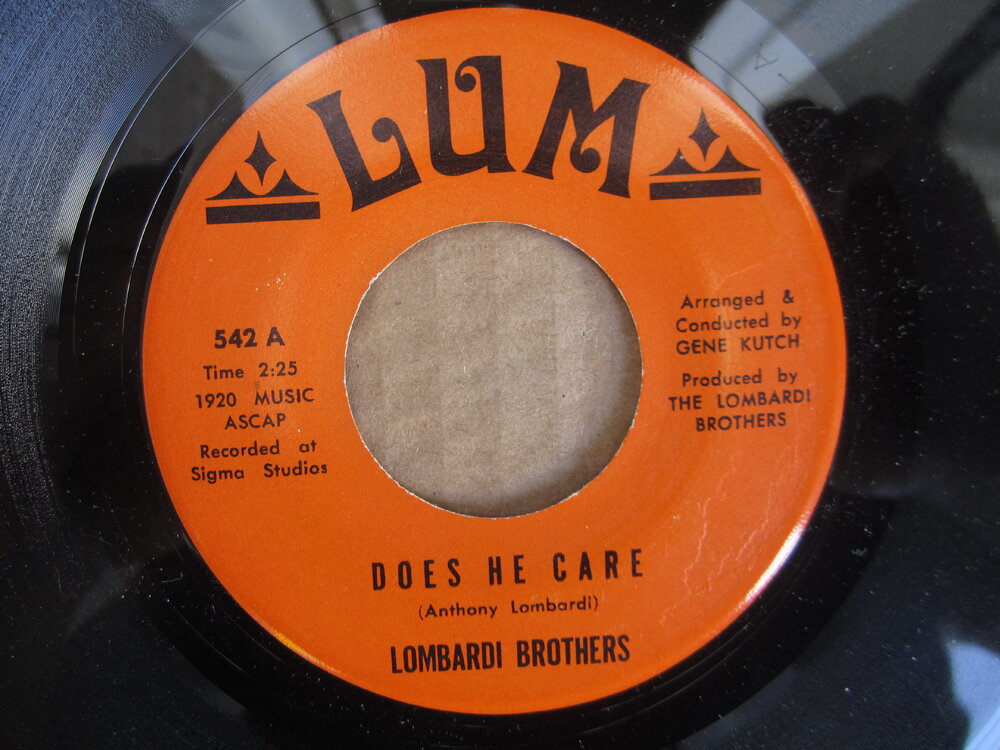 LUM
542 A
Time 2:25
1920 MUSIC
ASCAP
Recorded at
Sigma Studios
Arranged &
Conducted by
GENE KUTCH
Produced by
THE LOMBARDI
BROTHERS
DOES HE CARE
(Anthony Lombardi)
LOMBARDI BROTHERS